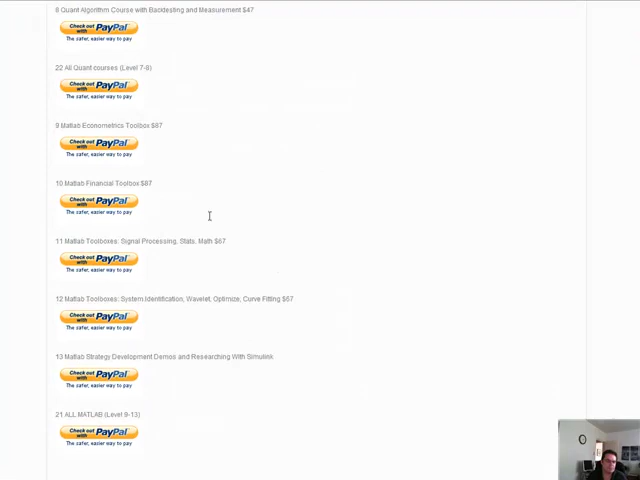 8 Quant Algorithm Course with Backtesting and Measurement $47
Check out with PayPal
The safer, easier way to pay
22 All Quant courses (Level 7-8)
Check out with PayPal
The safer, easier way to pay
9 Matlab Econometrics Toolbox $87
Check out with PayPal
The safer, easier way to pay
10 Matlab Financial Toolbox $87
Check out with PayPal
The safer, easier way to pay
11 Matlab Toolboxes: Signal Processing, Stats, Math $67
Check out with PayPal
The safer, easier way to pay
12 Matlab Toolboxes: System Identification, Wavelet, Optimize, Curve Fitting $57
Check out with PayPal
The safer, easier way to pay
13 Matlab Strategy Development Demos and Researching With Simulink
Check out with PayPal
The safer, easier way to pay
21 ALL MATLAB (Level 9-13)
Check out with PayPal
The safer, easier way to pay